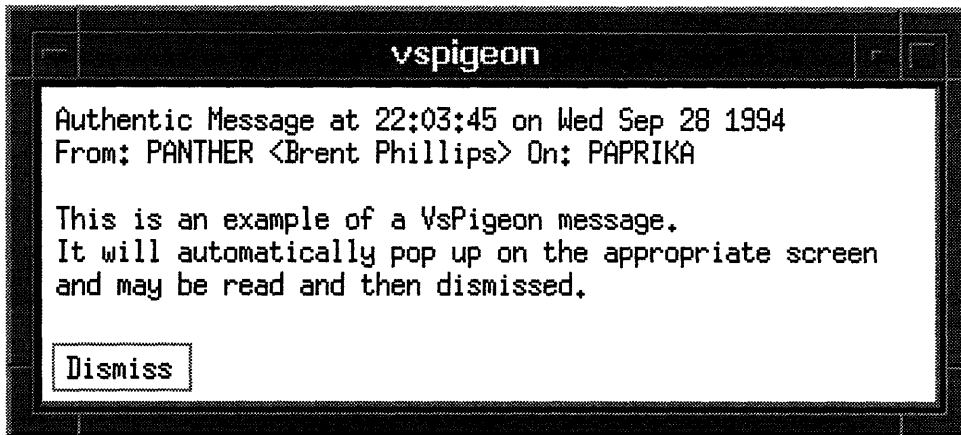 vspigeon
Authentic Message at 22:03:45 on Wed Sep 28 1994
From: PANTHER <Brent Phillips> On: PAPRIKA
This is an example of a VsPigeon message.
It will automatically pop up on the appropriate screen
and may be read and then dismissed.
Dismiss